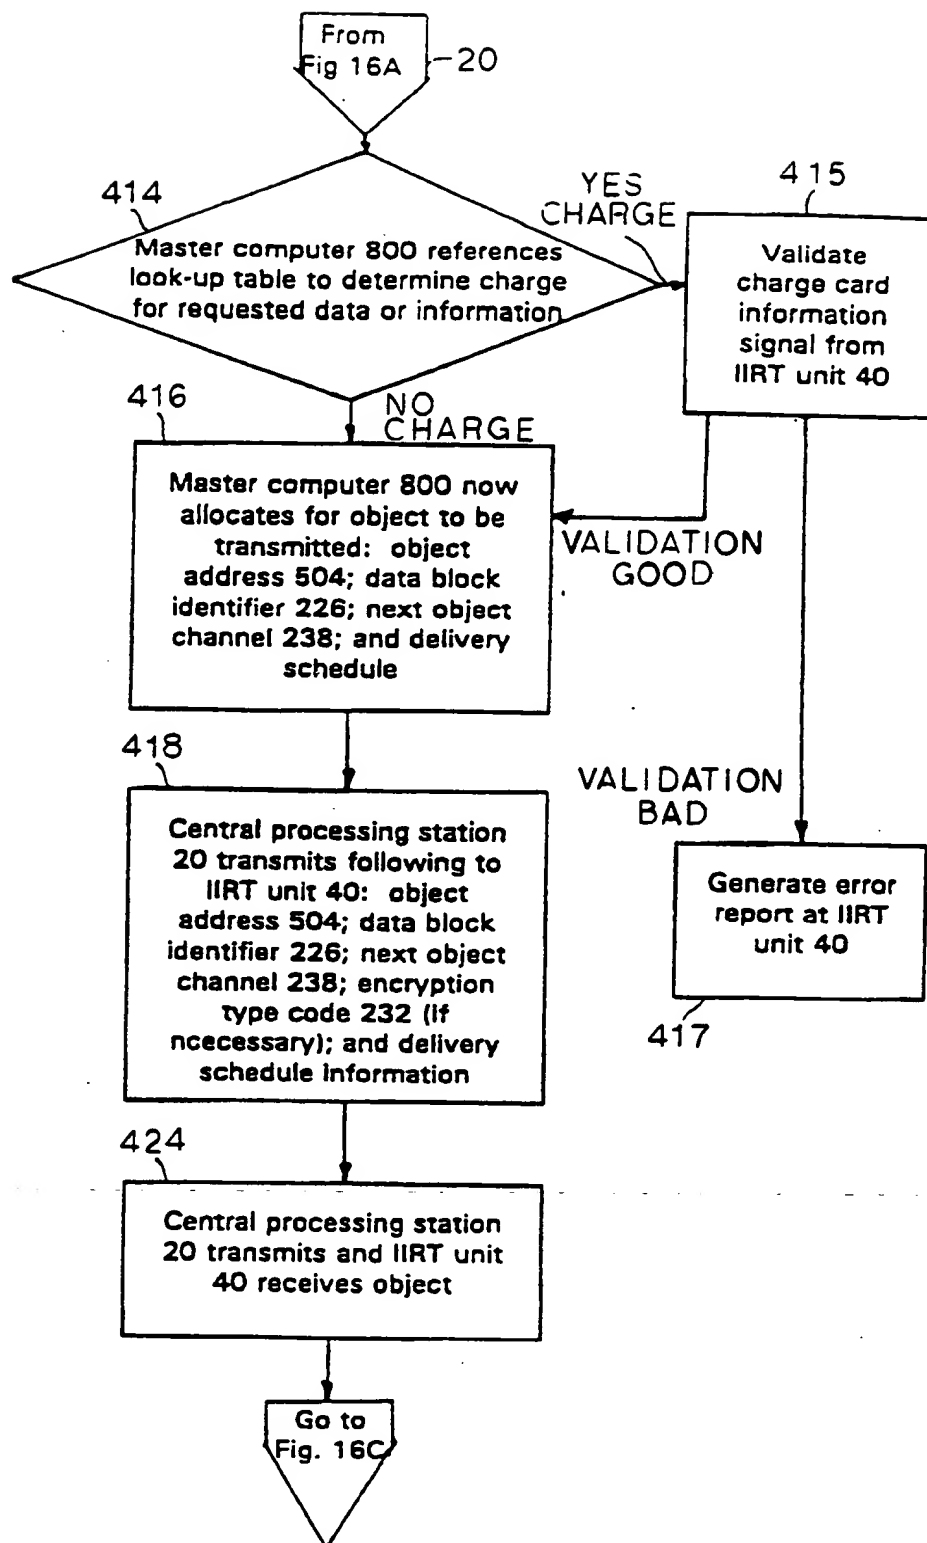 From
Fig 16A
20
414
Master computer 800 references
look-up table to determine charge
for requested data or information
YES
CHARGE
415
Validate
charge card
information
signal from
IIRT unit 40
NO
CHARGE
416
Master computer 800 now
allocates for object to be
transmitted: object
address 504; data block
identifier 226; next object
channel 238; and delivery
schedule
VALIDATION
GOOD
418
Central processing station
20 transmits following to
IIRT unit 40: object
address 504; data block
identifier 226; next object
channel 238; encryption
type code 232 (if
ncecessary); and delivery
schedule information
VALIDATION
BAD
Generate error
report at IIRT
unit 40
417
424
Central processing station
20 transmits and IIRT unit
40 receives object
Go to
Fig. 16C